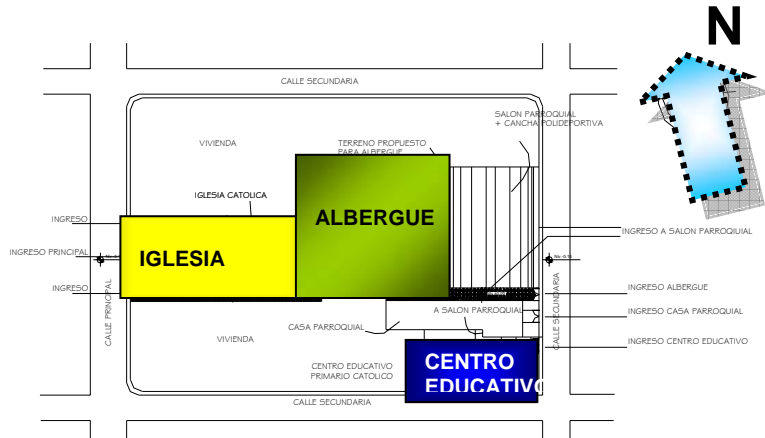 N
CALLE SECUNDARIA
SALON PARROQUIAL
+ CANCHA POLIDEPORTIVA
VIVIENDA
TERRENO PROPUESTO
PARA ALBERGUE
IGLESIA CATOLICA
ALBERGUE
INGRESO
INGRESO PRINCIPAL
INGRESO
IGLESIA
INGRESO A SALON PARROQUIUIAL
INGRESO ALBERGUE
INGRESO CASA PARROQUIAL
INGRESO CENTRO EDUCATIVO
CALLE PRINCIPAL
CALLE SECUNDARIA
A SALON PARROQUIAL
CASA PARROQUIAL
VIVIENDA
CENTRO EDUCATIVO
PRIMARIO CATOLICO
CENTRO
EDUCATIVO
CALLE SECUNDARIA